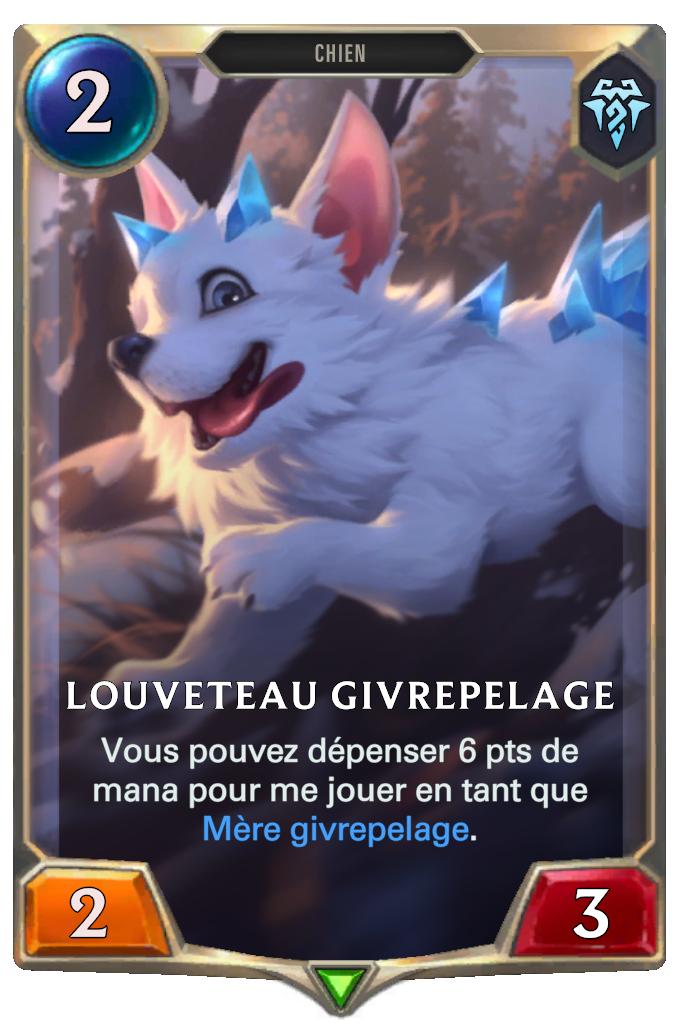 2
CHIEN
LOUVETEAU GIVREPELAGE
Vous pouvez dépenser 6 pts de
mana pour me jouer en tant que
Mère givrepelage.
2
3